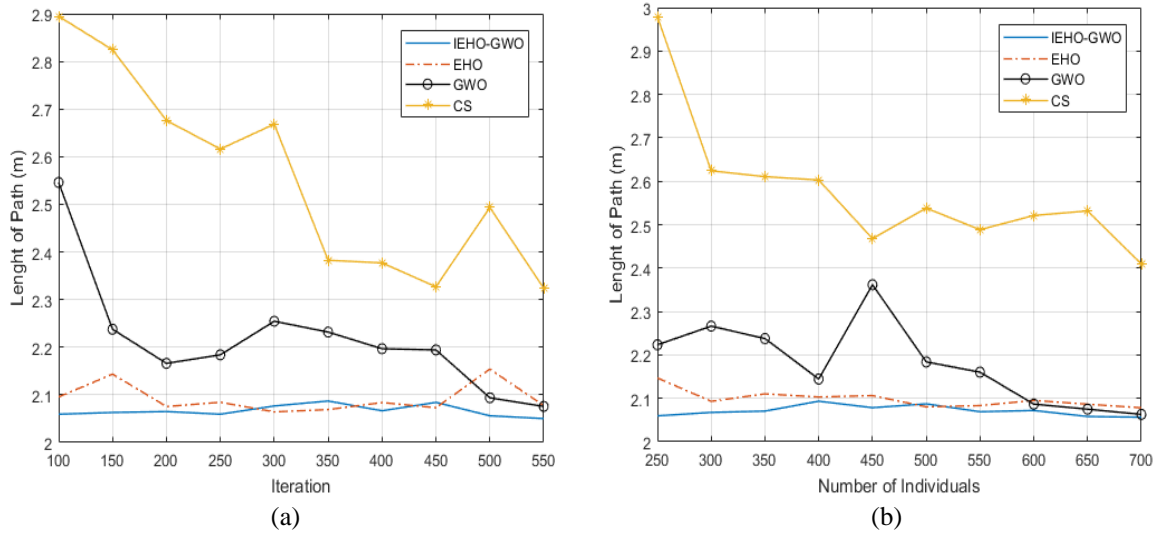 2.9
2.8
2.7
2.6
2.5
2.4
2.3
2.2
2.1
2
Lenght of Path (m)
IEHO-GWO
EHO
GWO
CS
100 150 200 250 300 350 400 450 500 550
Iteration
(a)
3
2.9
2.8
2.7
2.6
2.5
2.4
2.3
2.2
2.1
2
Lenght of Path (m)
IEHO-GWO
EHO
GWO
CS
250 300 350 400 450 500 550 600 650 700
Number of Individuals
(b)